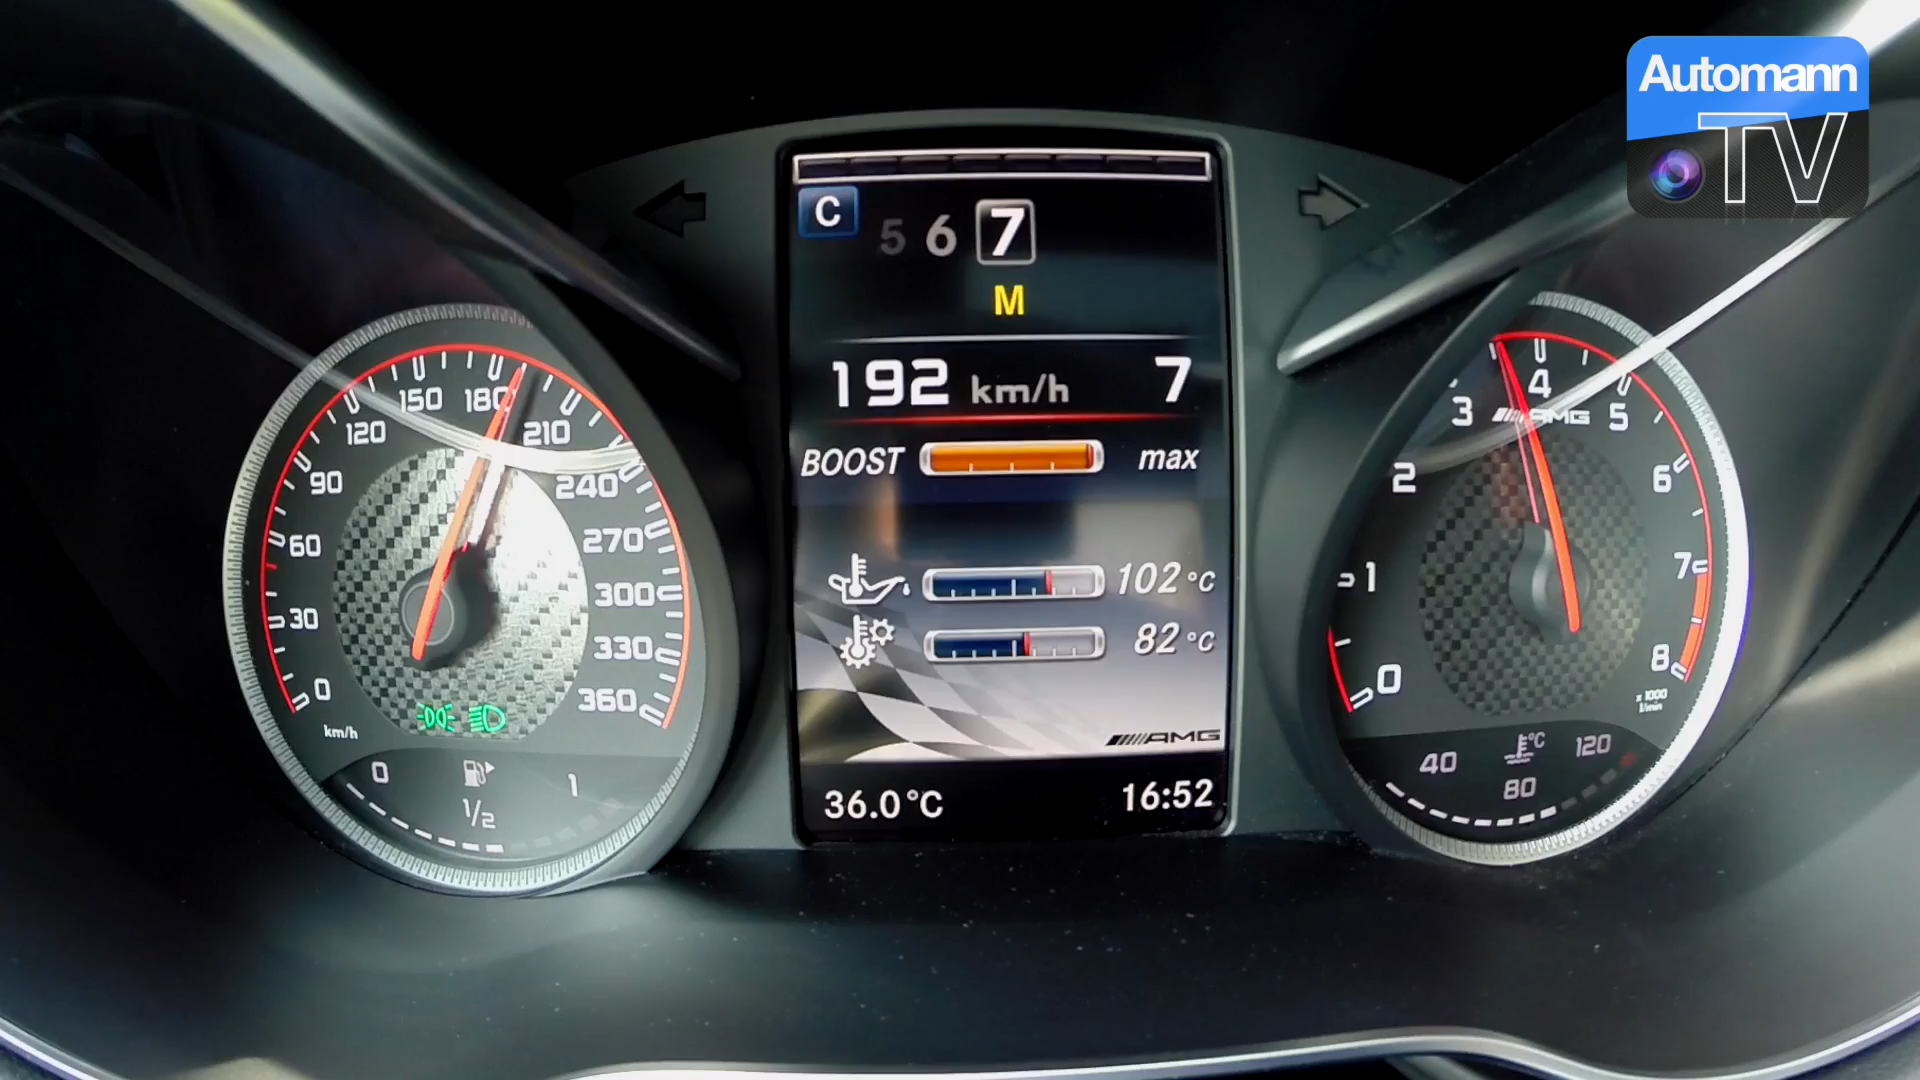 Automann
TV
C
5 6 7
M
192 km/h 7
BOOST max
102 °C
82 °C
AMG
36.0°C 16:52
0
30
60
90
120
150
180
210
240
270
300
330
360
km/h
0 1/2 1
0
1
2
3
4
5
6
7
8
AMG
x 1000
1/min
40 80 120
°C